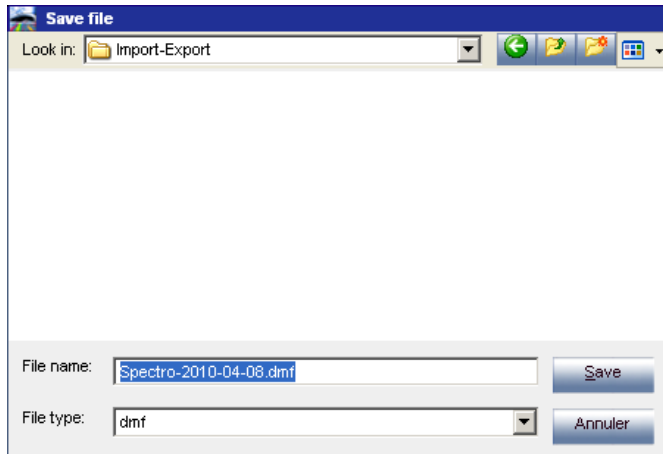 Save file
Look in: Import-Export
File name: Spectro-2010-04-08.dmf Save
File type: dmf Annuler